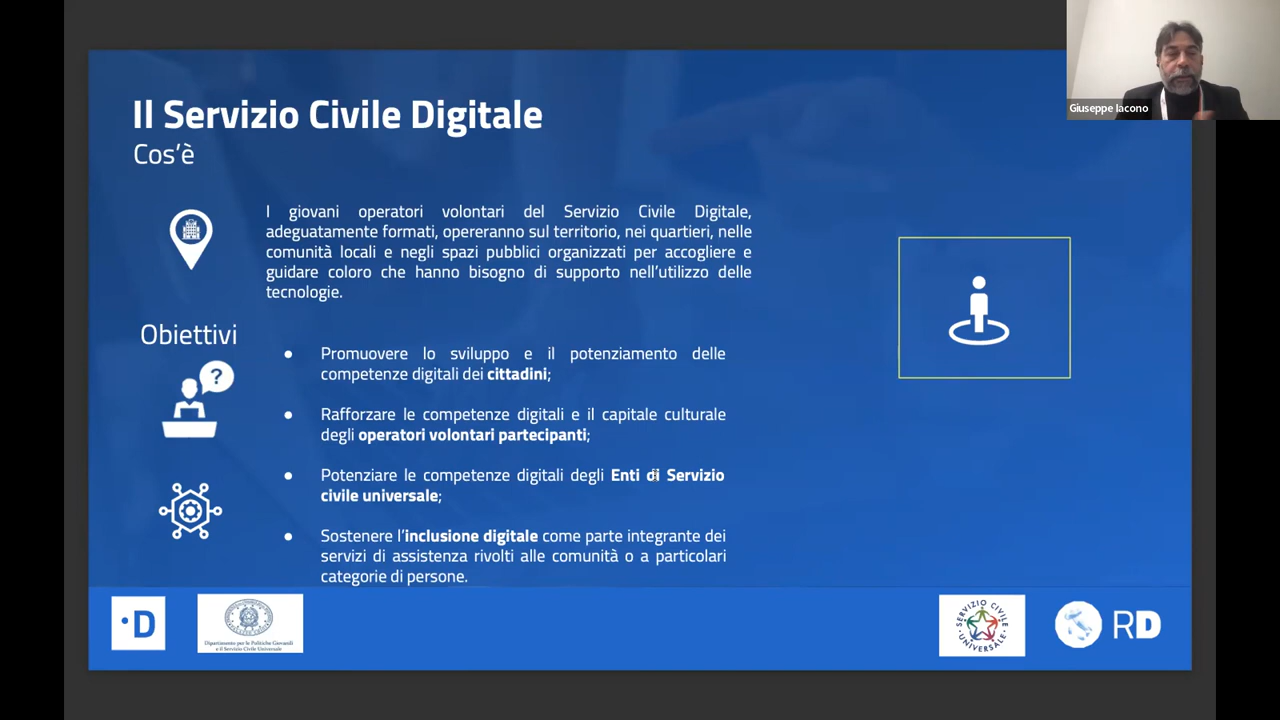 Giuseppe Iacono
Il Servizio Civile Digitale
Cos'è
I giovani operatori volontari del Servizio Civile Digitale,
adeguatamente formati, opereranno sul territorio, nei quartieri, nelle
comunità locali e negli spazi pubblici organizzati per accogliere e
guidare coloro che hanno bisogno di supporto nell'utilizzo delle
tecnologie.
Obiettivi
?
● Promuovere lo sviluppo e il potenziamento delle
competenze digitali dei cittadini;
● Rafforzare le competenze digitali e il capitale culturale
degli operatori volontari partecipanti;
● Potenziare le competenze digitali degli Enti di Servizio
civile universale;
● Sostenere l'inclusione digitale come parte integrante dei
servizi di assistenza rivolti alle comunità o a particolari
categorie di persone.
·D
Dipartimento per le Politiche Giovanili
e il Servizio Civile Universale
SERVIZIO CIVILE
UNIVERSALE
RD